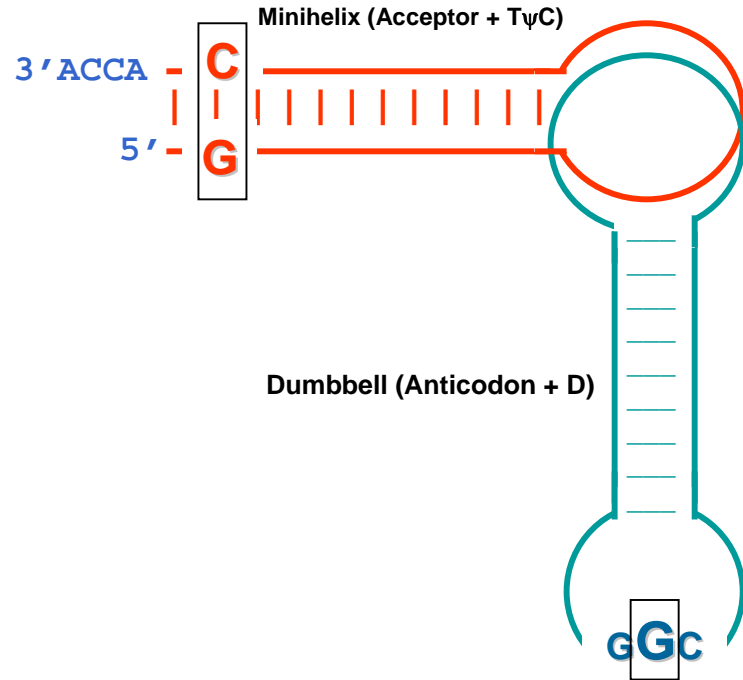 Minihelix (Acceptor + TψC)
3′ACCA
C
5′
G
Dumbbell (Anticodon + D)
GGC